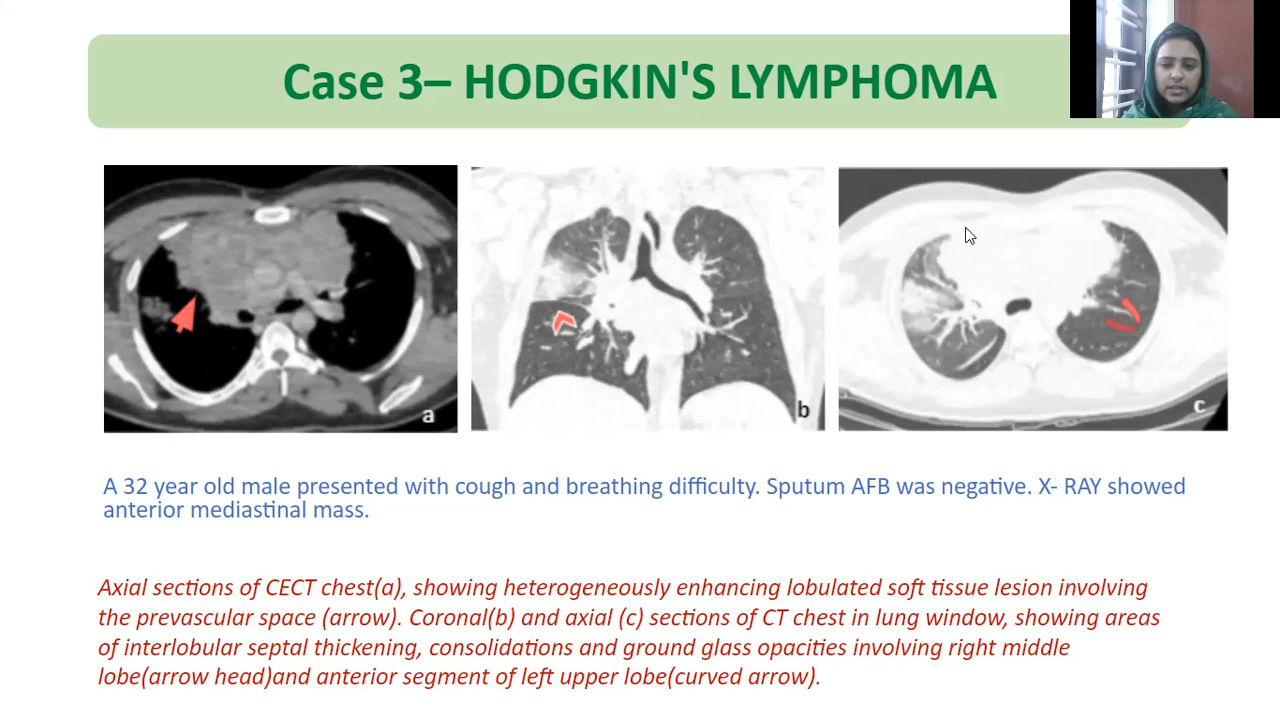 Case 3– HODGKIN'S LYMPHOMA
a
b
c
A 32 year old male presented with cough and breathing difficulty. Sputum AFB was negative. X- RAY showed
anterior mediastinal mass.
Axial sections of CECT chest(a), showing heterogeneously enhancing lobulated soft tissue lesion involving
the prevascular space (arrow). Coronal(b) and axial (c) sections of CT chest in lung window, showing areas
of interlobular septal thickening, consolidations and ground glass opacities involving right middle
lobe(arrow head)and anterior segment of left upper lobe(curved arrow).